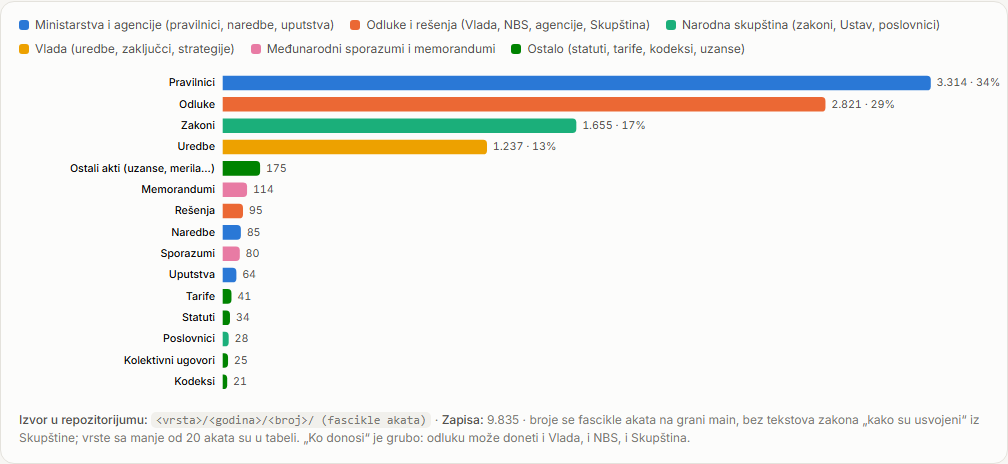 Ministarstva i agencije (pravilnici, naredbe, uputstva) Odluke i rešenja (Vlada, NBS, agencije, Skupština) Narodna skupština (zakoni, Ustav, poslovnici)
Vlada (uredbe, zaključci, strategije) Međunarodni sporazumi i memorandumi Ostalo (statuti, tarife, kodeksi, uzanse)
Pravilnici 3.314 · 34%
Odluke 2.821 · 29%
Zakoni 1.655 · 17%
Uredbe 1.237 · 13%
Ostali akti (uzanse, merila...) 175
Memorandumi 114
Rešenja 95
Naredbe 85
Sporazumi 80
Uputstva 64
Tarife 41
Statuti 34
Poslovnici 28
Kolektivni ugovori 25
Kodeksi 21
Izvor u repozitorijumu: <vrsta>/<godina>/<broj>/ (fascikle akata) · Zapisa: 9.835 · broje se fascikle akata na grani main, bez tekstova zakona „kako su usvojeni“ iz
Skupštine; vrste sa manje od 20 akata su u tabeli. „Ko donosi“ je grubo: odluku može doneti i Vlada, i NBS, i Skupština.